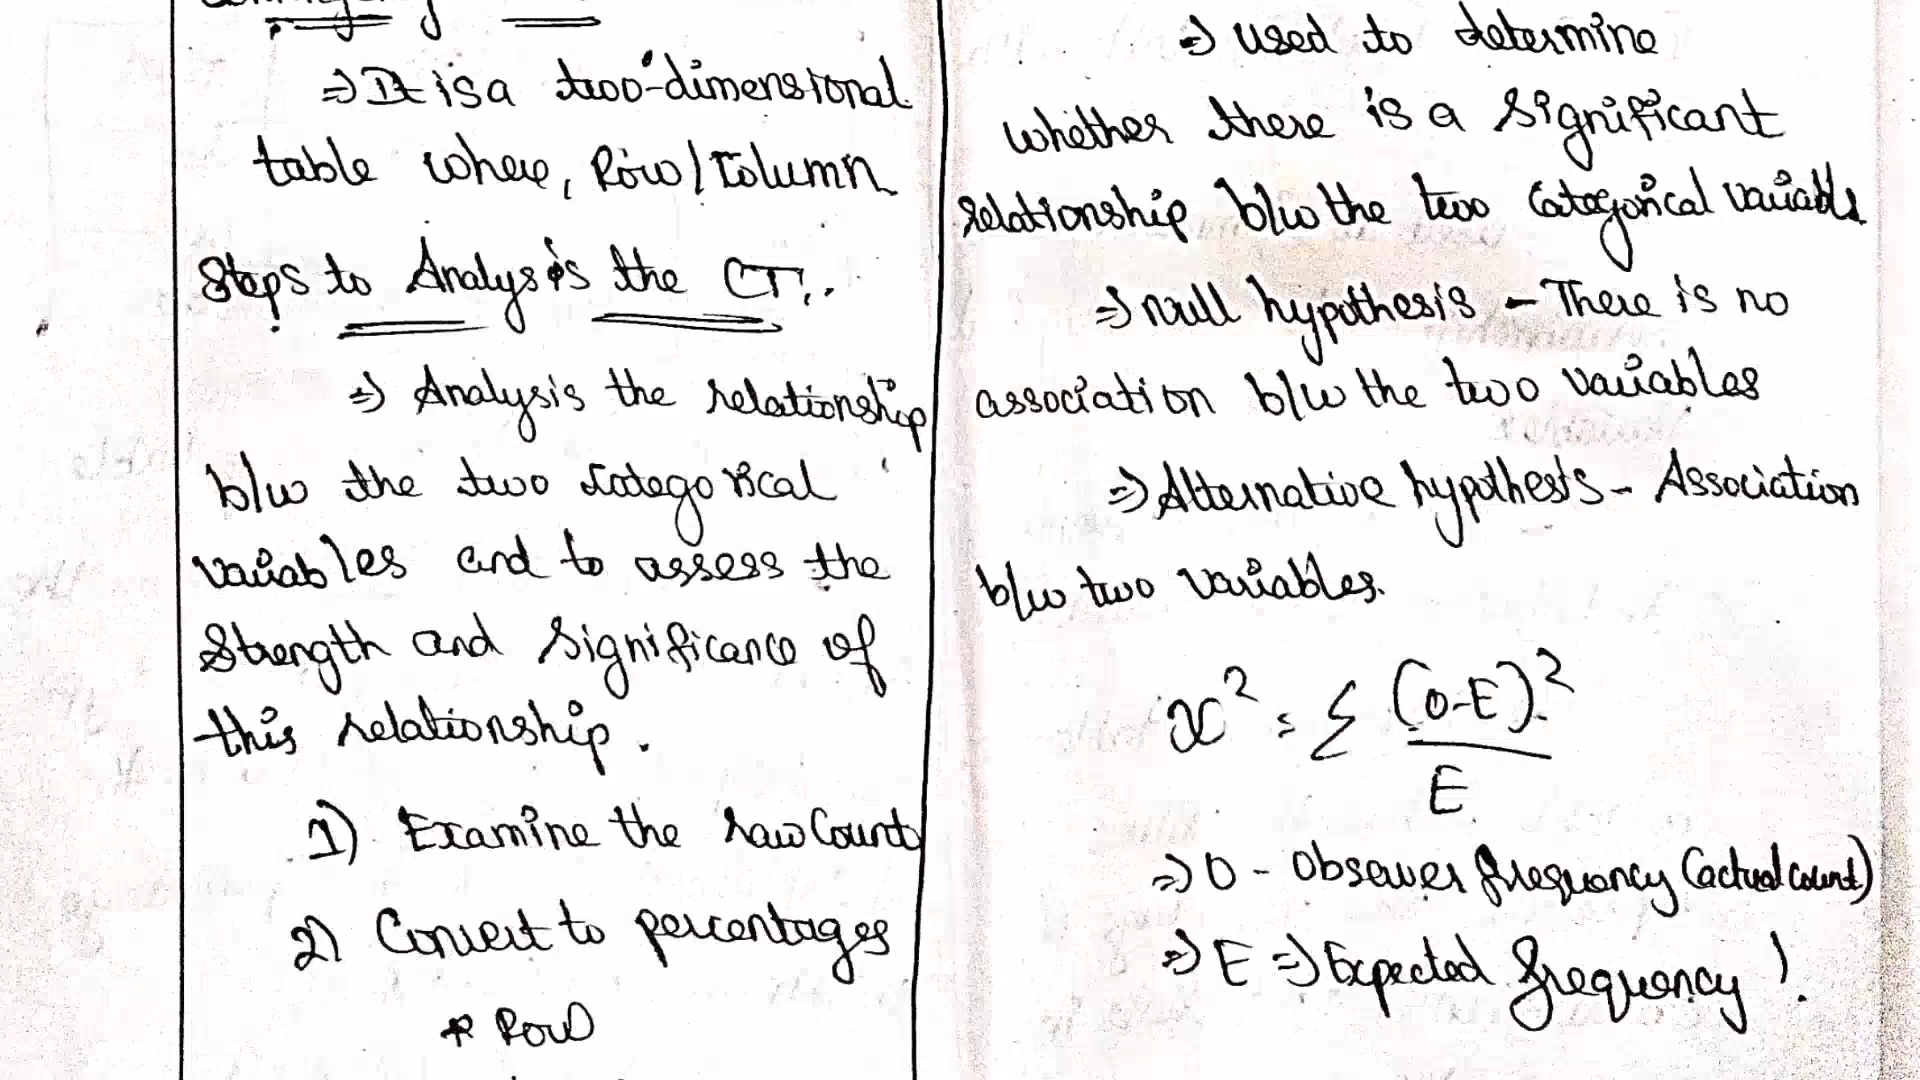 => It is a two-dimensional
table where, Row/Column
Steps to Analysis the CT:.
=> Analysis the relationship
b/w the two categorical
variables and to assess the
strength and significance of
this relationship.
1) Examine the raw Counts
2) Convert to percentages
* Row
=> used to determine
whether there is a significant
relationship b/w the two categorical variable
=> null hypothesis - There is no
association b/w the two variables
=> Alternative hypothesis - Association
b/w two variables.
x² = Σ (O-E)²
E
=> O - Observer frequency (actual count)
=> E => Expected frequency !.